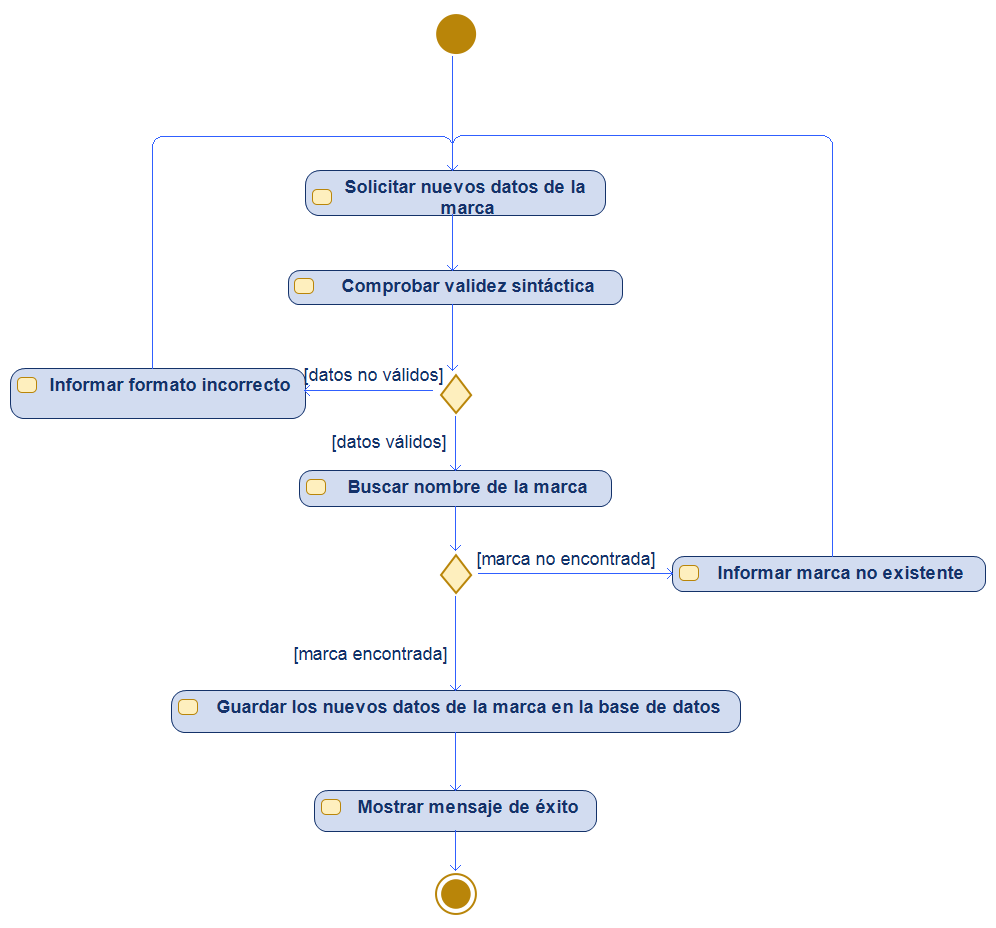 Solicitar nuevos datos de la
marca
Comprobar validez sintáctica
[datos no válidos]
Informar formato incorrecto
[datos válidos]
Buscar nombre de la marca
[marca no encontrada]
Informar marca no existente
[marca encontrada]
Guardar los nuevos datos de la marca en la base de datos
Mostrar mensaje de éxito